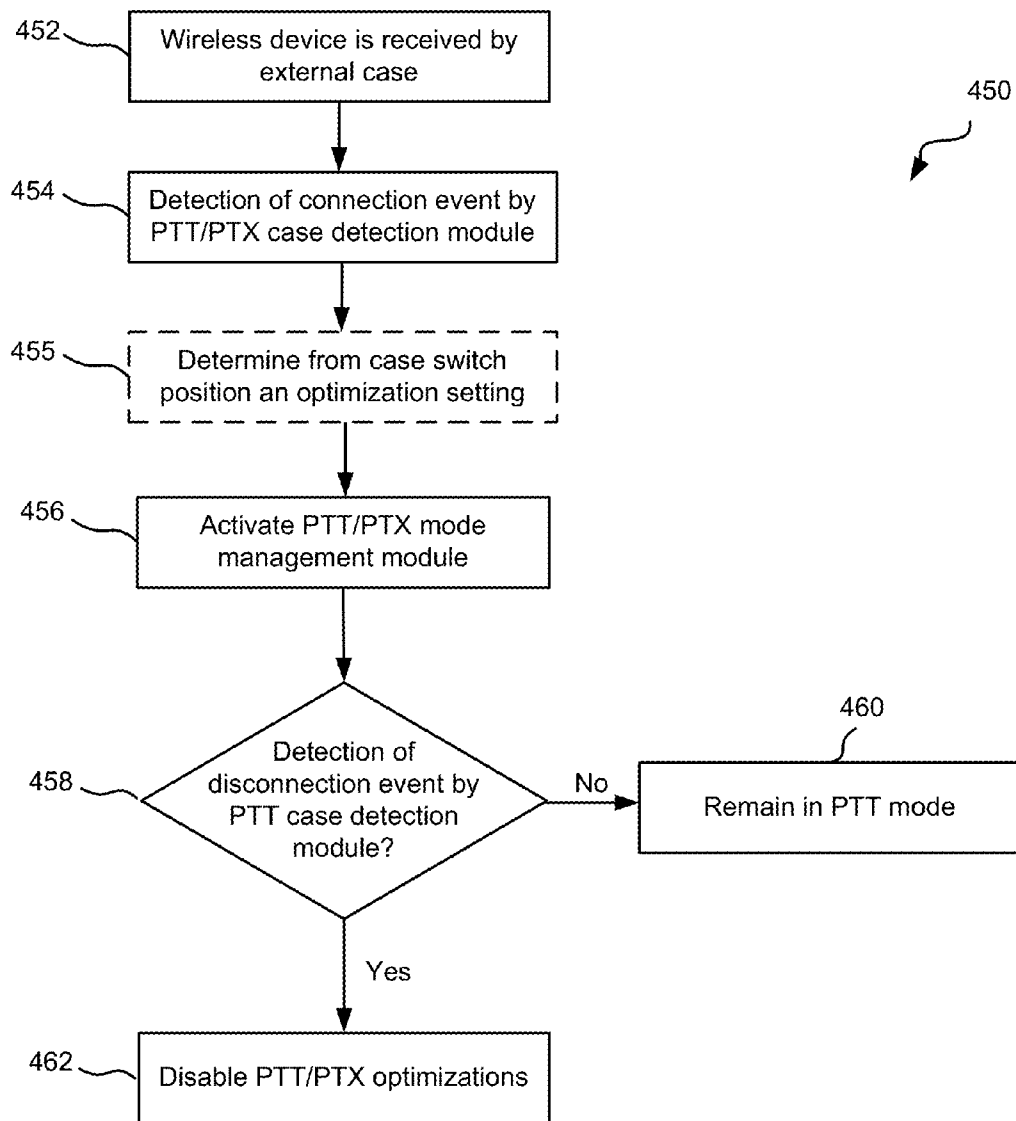 452
Wireless device is received by
external case
450
454
Detection of connection event by
PTT/PTX case detection module
455
Determine from case switch
position an optimization setting
456
Activate PTT/PTX mode
management module
458
Detection of
disconnection event by
PTT case detection
module?
No
460
Remain in PTT mode
Yes
462
Disable PTT/PTX optimizations